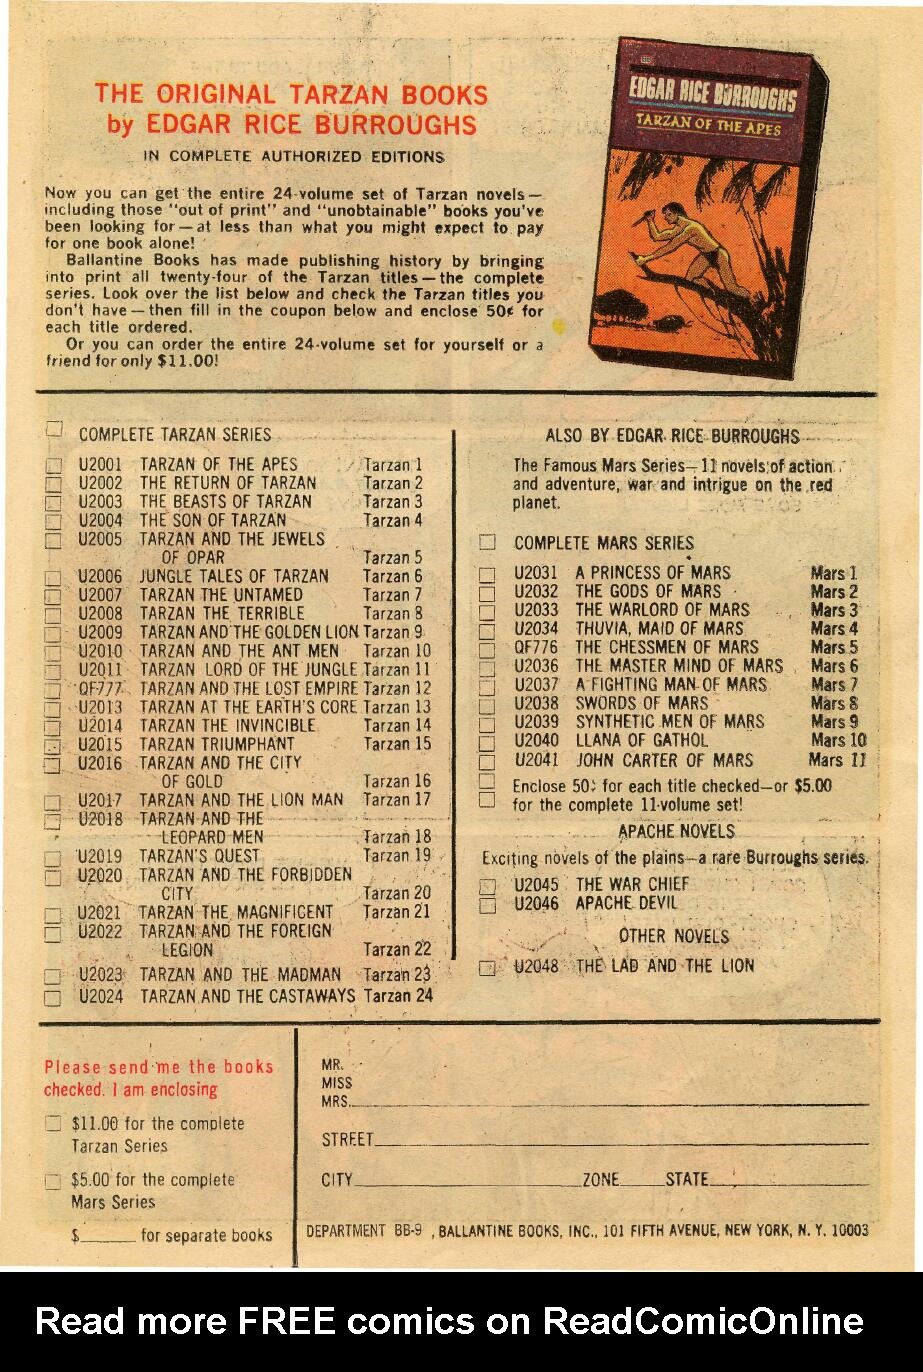 THE ORIGINAL TARZAN BOOKS
by EDGAR RICE BURROUGHS
IN COMPLETE AUTHORIZED EDITIONS
EDGAR RICE BURROUGHS
TARZAN OF THE APES
Now you can get the entire 24-volume set of Tarzan novels—
including those "out of print" and "unobtainable" books you've
been looking for—at less than what you might expect to pay
for one book alone!
Ballantine Books has made publishing history by bringing
into print all twenty-four of the Tarzan titles—the complete
series. Look over the list below and check the Tarzan titles you
don't have—then fill in the coupon below and enclose 50¢ for
each title ordered.
Or you can order the entire 24-volume set for yourself or a
friend for only $11.00!
COMPLETE TARZAN SERIES
U2001 TARZAN OF THE APES Tarzan 1
U2002 THE RETURN OF TARZAN Tarzan 2
U2003 THE BEASTS OF TARZAN Tarzan 3
U2004 THE SON OF TARZAN Tarzan 4
U2005 TARZAN AND THE JEWELS
OF OPAR Tarzan 5
U2006 JUNGLE TALES OF TARZAN Tarzan 6
U2007 TARZAN THE UNTAMED Tarzan 7
U2008 TARZAN THE TERRIBLE Tarzan 8
U2009 TARZAN AND THE GOLDEN LION Tarzan 9
U2010 TARZAN AND THE ANT MEN Tarzan 10
U2011 TARZAN LORD OF THE JUNGLE Tarzan 11
QF777 TARZAN AND THE LOST EMPIRE Tarzan 12
U2013 TARZAN AT THE EARTH'S CORE Tarzan 13
U2014 TARZAN THE INVINCIBLE Tarzan 14
U2015 TARZAN TRIUMPHANT Tarzan 15
U2016 TARZAN AND THE CITY
OF GOLD Tarzan 16
U2017 TARZAN AND THE LION MAN Tarzan 17
U2018 TARZAN AND THE
LEOPARD MEN Tarzan 18
U2019 TARZAN'S QUEST Tarzan 19
U2020 TARZAN AND THE FORBIDDEN
CITY Tarzan 20
U2021 TARZAN THE MAGNIFICENT Tarzan 21
U2022 TARZAN AND THE FOREIGN
LEGION Tarzan 22
U2023 TARZAN AND THE MADMAN Tarzan 23
U2024 TARZAN AND THE CASTAWAYS Tarzan 24
ALSO BY EDGAR RICE BURROUGHS
The Famous Mars Series—11 novels of action
and adventure, war and intrigue on the red
planet.
COMPLETE MARS SERIES
U2031 A PRINCESS OF MARS Mars 1
U2032 THE GODS OF MARS Mars 2
U2033 THE WARLORD OF MARS Mars 3
U2034 THUVIA, MAID OF MARS Mars 4
QF776 THE CHESSMEN OF MARS Mars 5
U2036 THE MASTER MIND OF MARS Mars 6
U2037 A FIGHTING MAN OF MARS Mars 7
U2038 SWORDS OF MARS Mars 8
U2039 SYNTHETIC MEN OF MARS Mars 9
U2040 LLANA OF GATHOL Mars 10
U2041 JOHN CARTER OF MARS Mars 11
Enclose 50¢ for each title checked—or $5.00
for the complete 11-volume set!
APACHE NOVELS
Exciting novels of the plains—a rare Burroughs series.
U2045 THE WAR CHIEF
U2046 APACHE DEVIL
OTHER NOVELS
U2048 THE LAD AND THE LION
Please send me the books
checked. I am enclosing
$11.00 for the complete
Tarzan Series
$5.00 for the complete
Mars Series
$______ for separate books
MR.
MISS
MRS.
STREET
CITY ZONE STATE
DEPARTMENT BB-9 , BALLANTINE BOOKS, INC., 101 FIFTH AVENUE, NEW YORK, N. Y. 10003
Read more FREE comics on ReadComicOnline